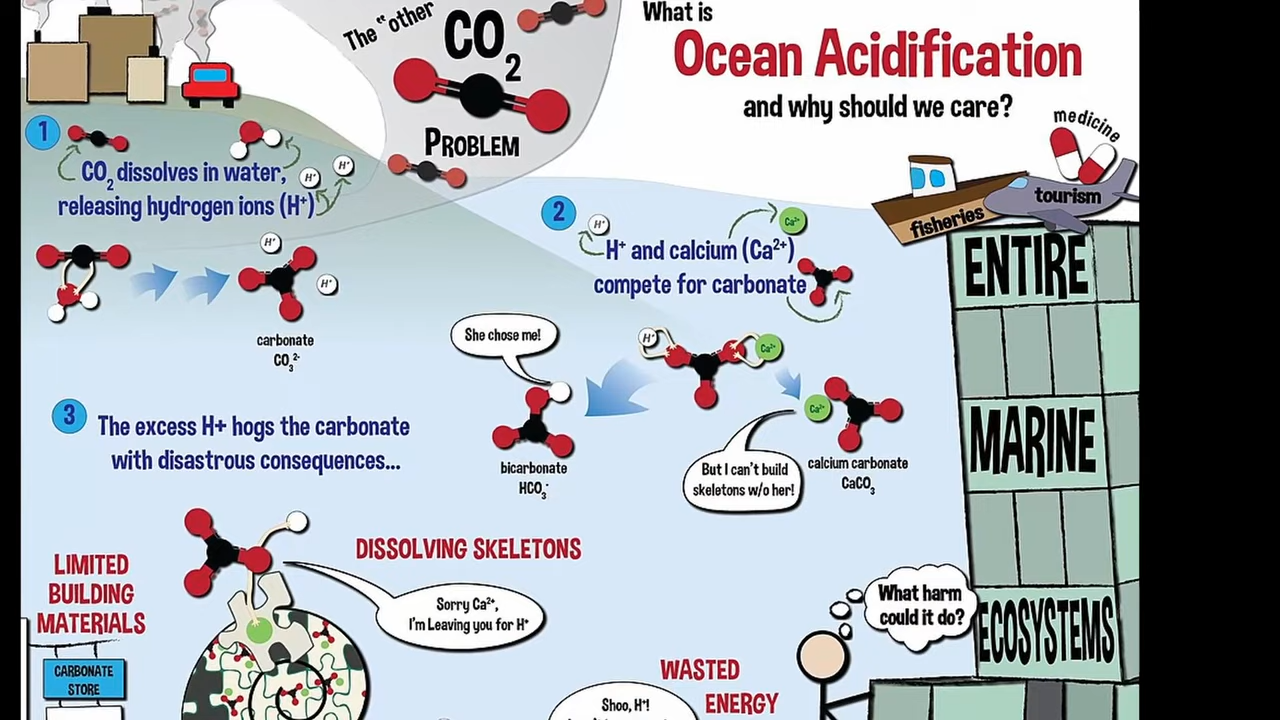 The "other
CO2
PROBLEM
What is
Ocean Acidification
and why should we care?
medicine
tourism
fisheries
1
CO2 dissolves in water,
releasing hydrogen ions (H+)
H+
H+
H+
H+
carbonate
CO3 2-
2
H+
Ca2+
H+ and calcium (Ca2+)
compete for carbonate
H+
Ca2+
She chose me!
bicarbonate
HCO3-
Ca2+
But I can't build
skeletons w/o her!
calcium carbonate
CaCO3
3
The excess H+ hogs the carbonate
with disastrous consequences...
LIMITED
BUILDING
MATERIALS
CARBONATE
STORE
DISSOLVING SKELETONS
Sorry Ca2+,
I'm Leaving you for H+
WASTED
ENERGY
Shoo, H+!
What harm
could it do?
ENTIRE
MARINE
ECOSYSTEMS